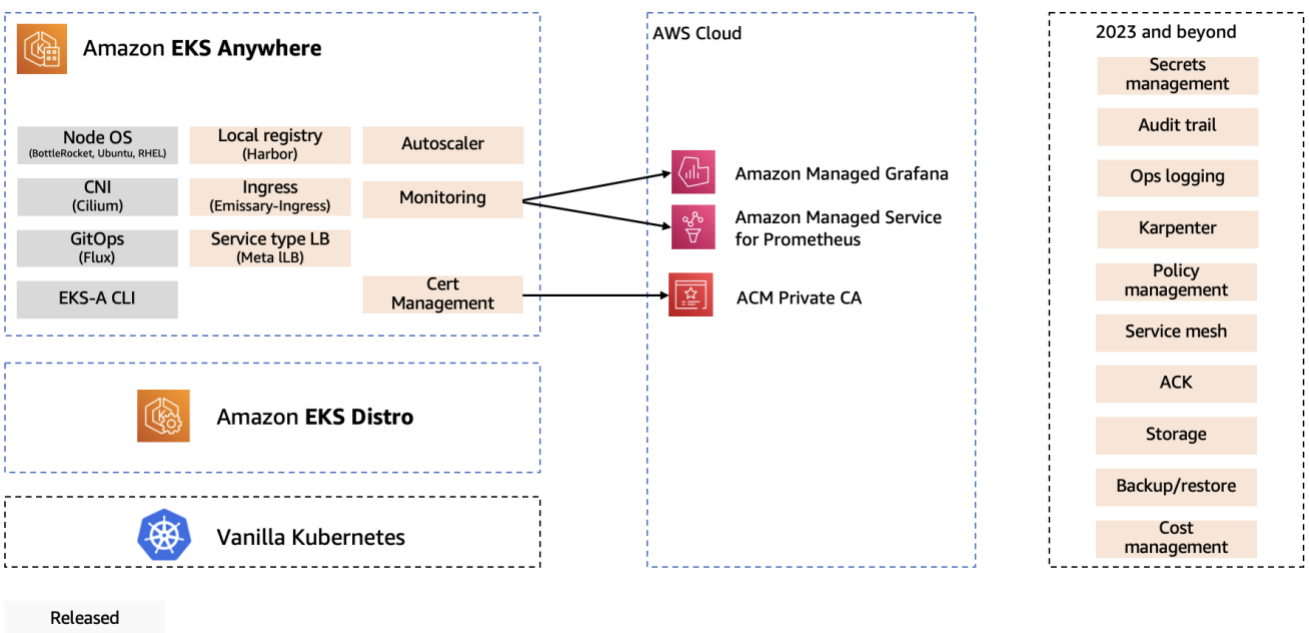 Amazon EKS Anywhere
Node OS
(BottleRocket, Ubuntu, RHEL)
CNI
(Cilium)
GitOps
(Flux)
EKS-A CLI
Local registry
(Harbor)
Ingress
(Emissary-Ingress)
Service type LB
(Meta lLB)
Autoscaler
Monitoring
Cert
Management
Amazon EKS Distro
Vanilla Kubernetes
Released
AWS Cloud
Amazon Managed Grafana
Amazon Managed Service
for Prometheus
ACM Private CA
2023 and beyond
Secrets
management
Audit trail
Ops logging
Karpenter
Policy
management
Service mesh
ACK
Storage
Backup/restore
Cost
management